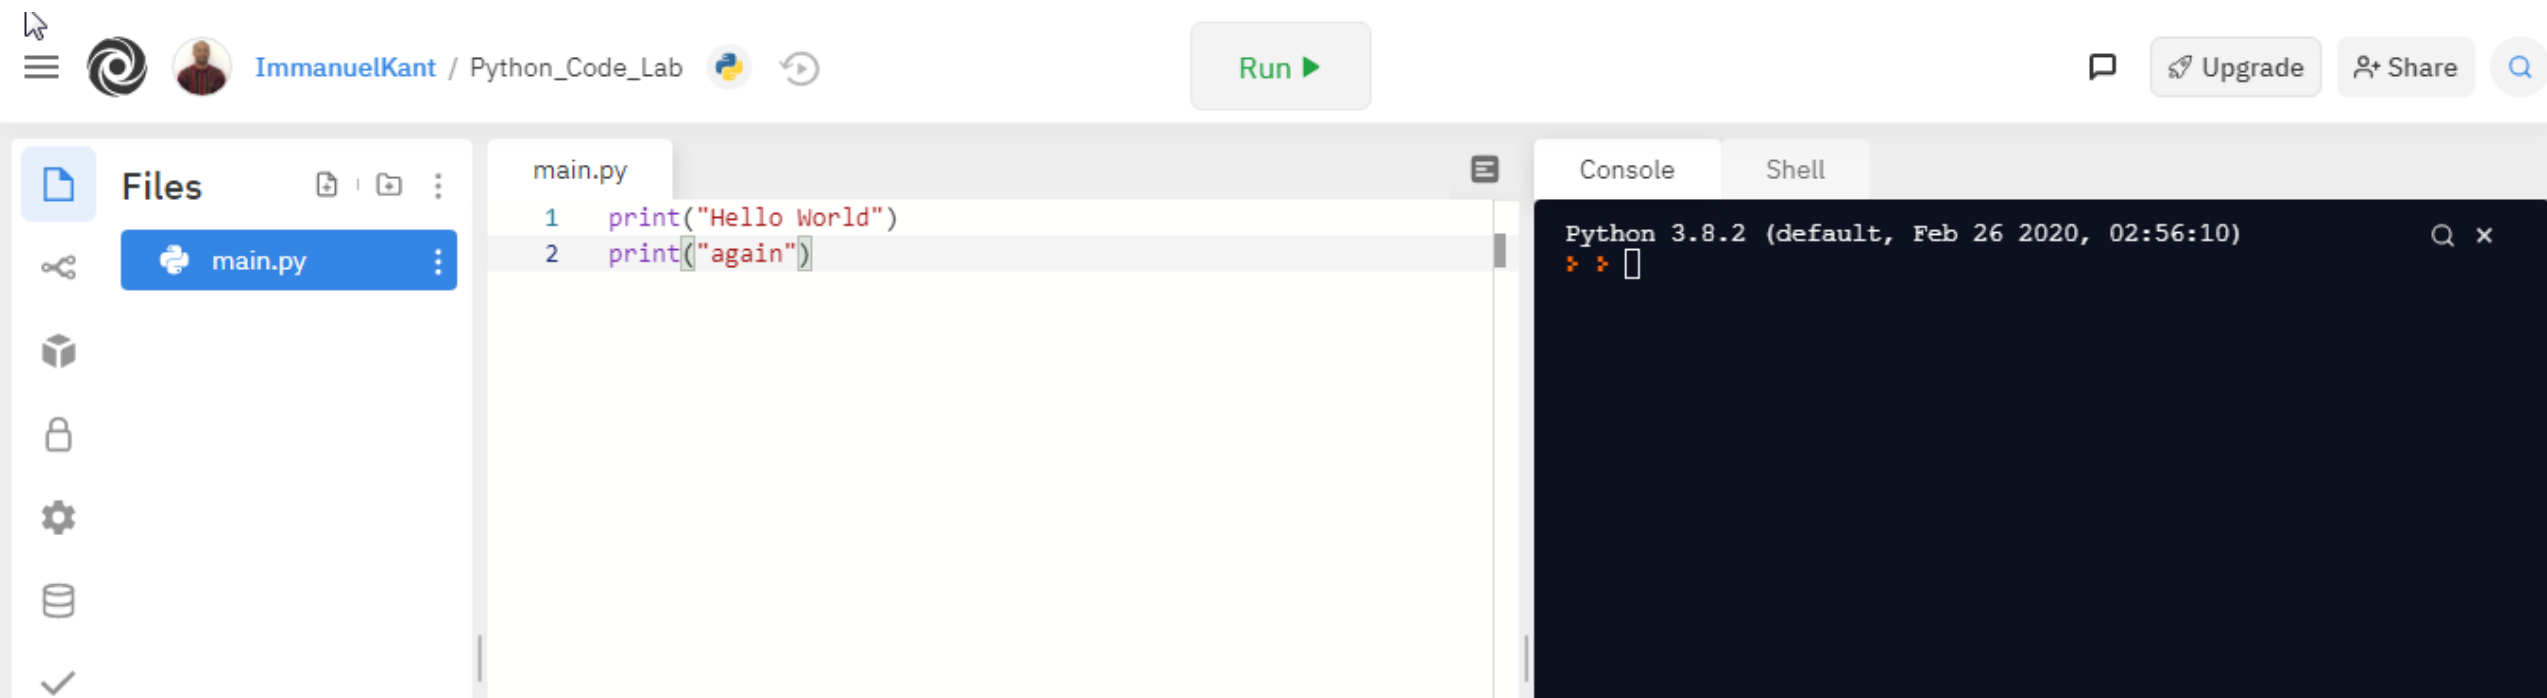 ImmanuelKant / Python_Code_Lab
Run
Upgrade
Share
Files
main.py
main.py
1 print("Hello World")
2 print("again")
Console
Shell
Python 3.8.2 (default, Feb 26 2020, 02:56:10)
> >